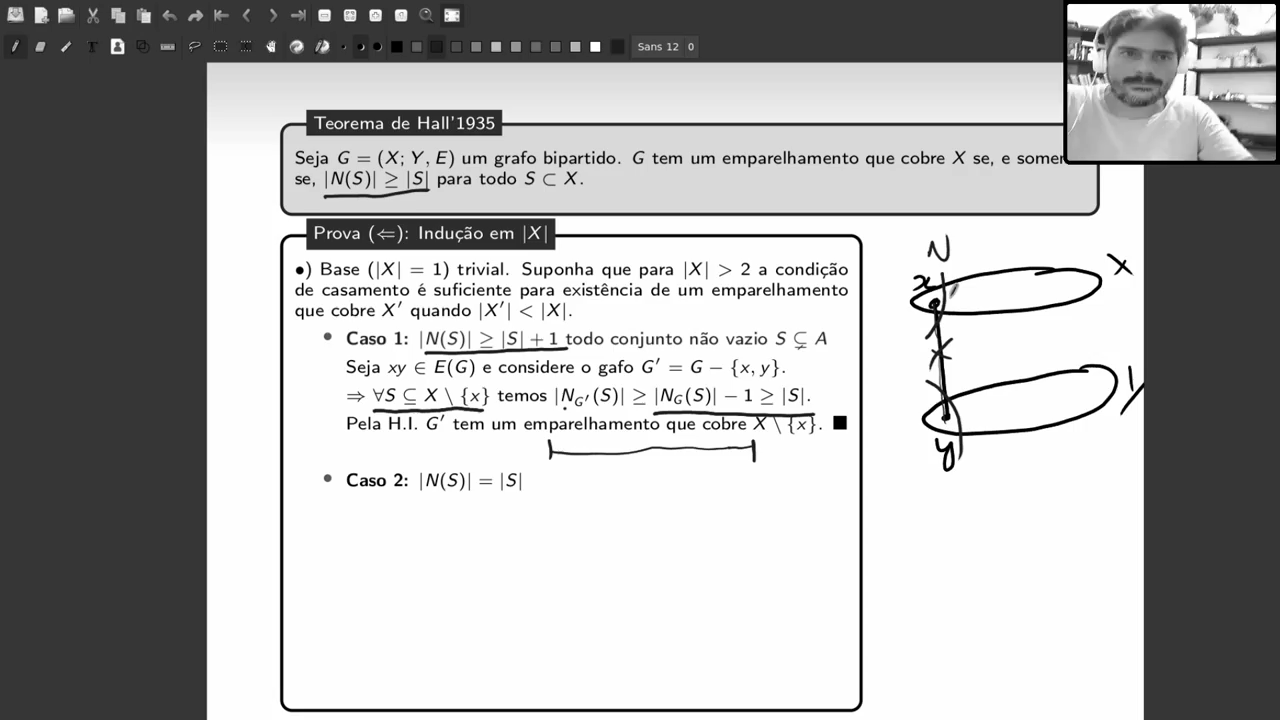 Sans 12 0
Teorema de Hall'1935
Seja G = (X; Y, E) um grafo bipartido. G tem um emparelhamento que cobre X se, e somen
se, |N(S)| ≥ |S| para todo S ⊂ X.
Prova (⇐): Indução em |X|
•) Base (|X| = 1) trivial. Suponha que para |X| > 2 a condição
de casamento é suficiente para existência de um emparelhamento
que cobre X′ quando |X′| < |X|.
• Caso 1: |N(S)| ≥ |S| + 1 todo conjunto não vazio S ⊊ A
Seja xy ∈ E(G) e considere o gafo G′ = G − {x, y}.
⇒ ∀S ⊆ X \ {x} temos |N_G′(S)| ≥ |N_G(S)| − 1 ≥ |S|.
Pela H.I. G′ tem um emparelhamento que cobre X \ {x}. ■
• Caso 2: |N(S)| = |S|
N
x
X
Y
y